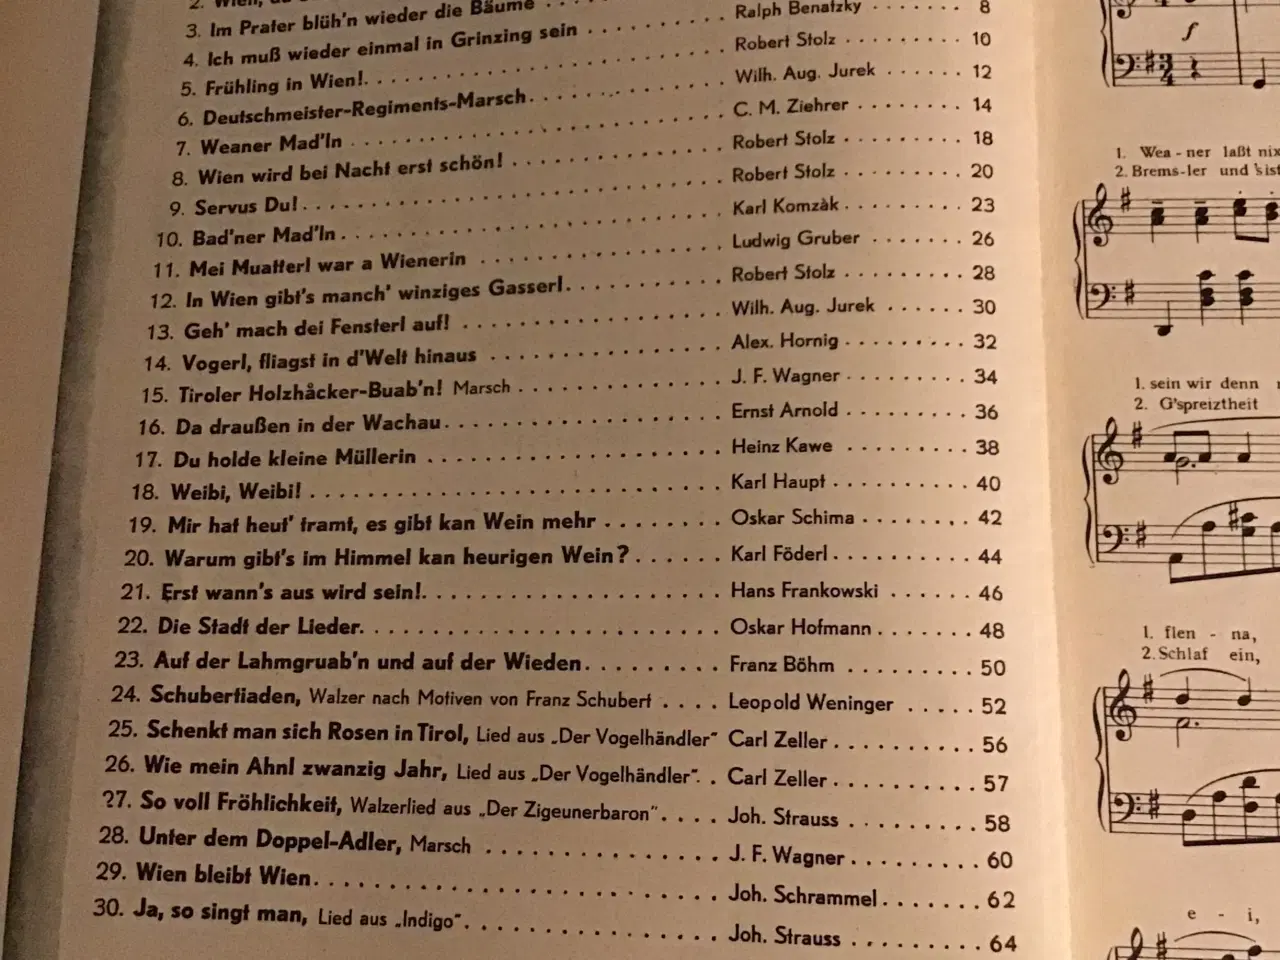 2. Wien,
3. Im Prater blüh'n wieder die Bäume . . .
4. Ich muß wieder einmal in Grinzing sein . . . . . . . . Ralph Benatzky . . . . . . 8
5. Frühling in Wien! . . . . . . . . Robert Stolz . . . . . . . . 10
6. Deutschmeister-Regiments-Marsch . . . . . . . . Wilh. Aug. Jurek . . . . . . 12
7. Weaner Mad'ln . . . . . . . . C. M. Ziehrer . . . . . . . . 14
8. Wien wird bei Nacht erst schön! . . . . . . . . Robert Stolz . . . . . . . . 18
9. Servus Du! . . . . . . . . Robert Stolz . . . . . . . . 20
10. Bad'ner Mad'ln . . . . . . . . Karl Komzàk . . . . . . . . 23
11. Mei Muatterl war a Wienerin . . . . . . . . Ludwig Gruber . . . . . . 26
12. In Wien gibt's manch' winziges Gasserl . . . . . . . . Robert Stolz . . . . . . . . 28
13. Geh' mach dei Fensterl auf! . . . . . . . . Wilh. Aug. Jurek . . . . . . 30
14. Vogerl, fliagst in d'Welt hinaus . . . . . . . . Alex. Hornig . . . . . . . . 32
15. Tiroler Holzhåcker-Buab'n! Marsch . . . . . . . . J. F. Wagner . . . . . . . . 34
16. Da draußen in der Wachau . . . . . . . . Ernst Arnold . . . . . . . . 36
17. Du holde kleine Müllerin . . . . . . . . Heinz Kawe . . . . . . . . 38
18. Weibi, Weibi! . . . . . . . . Karl Haupt . . . . . . . . 40
19. Mir hat heut' tramt, es gibt kan Wein mehr . . . . . . . . Oskar Schima . . . . . . . . 42
20. Warum gibt's im Himmel kan heurigen Wein? . . . . . . Karl Föderl . . . . . . . . 44
21. Erst wann's aus wird sein! . . . . . . . . Hans Frankowski . . . . . . 46
22. Die Stadt der Lieder . . . . . . . . Oskar Hofmann . . . . . . . 48
23. Auf der Lahmgruab'n und auf der Wieden . . . . . . . . Franz Böhm . . . . . . . . 50
24. Schubertiaden, Walzer nach Motiven von Franz Schubert . . . . Leopold Weninger . . . . . 52
25. Schenkt man sich Rosen in Tirol, Lied aus „Der Vogelhändler" Carl Zeller . . . . . . . . . 56
26. Wie mein Ahnl zwanzig Jahr, Lied aus „Der Vogelhändler". . Carl Zeller . . . . . . . . . 57
27. So voll Fröhlichkeit, Walzerlied aus „Der Zigeunerbaron" . . . . Joh. Strauss . . . . . . . . 58
28. Unter dem Doppel-Adler, Marsch . . . . . . . . J. F. Wagner . . . . . . . . 60
29. Wien bleibt Wien . . . . . . . . Joh. Schrammel . . . . . . . 62
30. Ja, so singt man, Lied aus „Indigo" . . . . . . . . Joh. Strauss . . . . . . . . 64
f
1. Wea - ner laßt nix
2. Brems-ler und 's ist
1. sein wir denn
2. G'spreiztheit
1. flen - na,
2. Schlaf ein,
e - i,